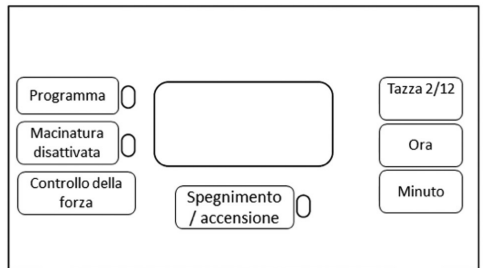 Programma
Macinatura
disattivata
Controllo della
forza
Spegnimento
/ accensione
Tazza 2/12
Ora
Minuto